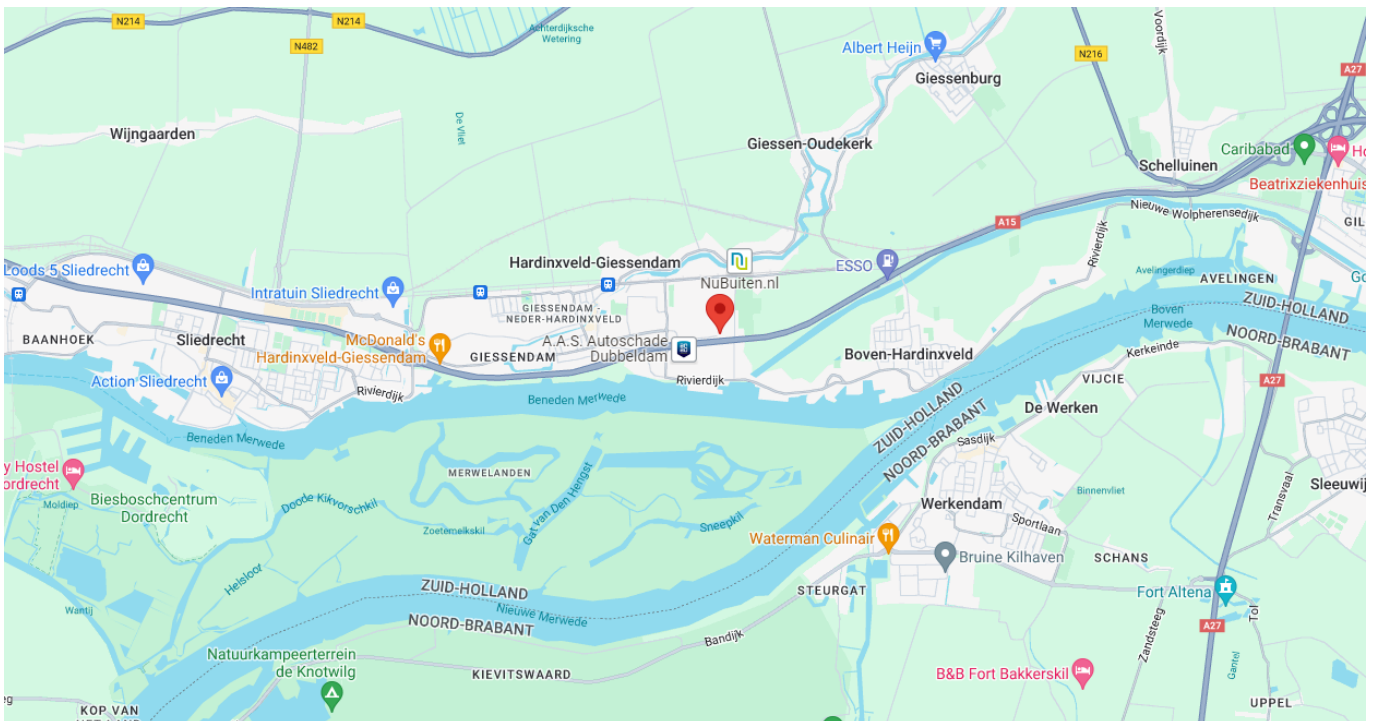 N214
N214
N482
Achterdijksche
Wetering
Albert Heijn
Giessenburg
Voordijk
N216
A27
Wijngaarden
De Vliet
Giessen-Oudekerk
Schelluinen
Caribabad
Beatrixziekenhuis
Nieuwe Wolpherensedijk
GIL
A15
Rivierdijk
Loods 5 Sliedrecht
Hardinxveld-Giessendam
NuBuiten.nl
ESSO
Avelingerdiep
AVELINGEN
Intratuin Sliedrecht
GIESSENDAM -
NEDER-HARDINXVELD
Boven
Merwede
ZUID-HOLLAND
NOORD-BRABANT
BAANHOEK
Sliedrecht
McDonald's
Hardinxveld-Giessendam
GIESSENDAM
A.A.S. Autoschade
Dubbeldam
Boven-Hardinxveld
Kerkeinde
VIJCIE
A27
Action Sliedrecht
Rivierdijk
Rivierdijk
Beneden Merwede
De Werken
ZUID-HOLLAND
NOORD-BRABANT
Beneden Merwede
Sasdijk
MERWELANDEN
Gat van Den Hengst
y Hostel
ordrecht
Moldiep
Biesboschcentrum
Dordrecht
Doode Kikvorschkil
Zoetemelkskil
Sneepkil
Werkendam
Binnenvliet
Sportlaan
Transvaal
Sleeuwij
Waterman Culinair
Bruine Kilhaven
SCHANS
Helsloot
Wantij
ZUID-HOLLAND
Nieuwe Merwede
NOORD-BRABANT
STEURGAT
Fort Altena
Tol
A27
Bandijk
Zandsteeg
Gantel
Natuurkampeerterrein
de Knotwilg
KIEVITSWAARD
B&B Fort Bakkerskil
UPPEL
KOP VAN